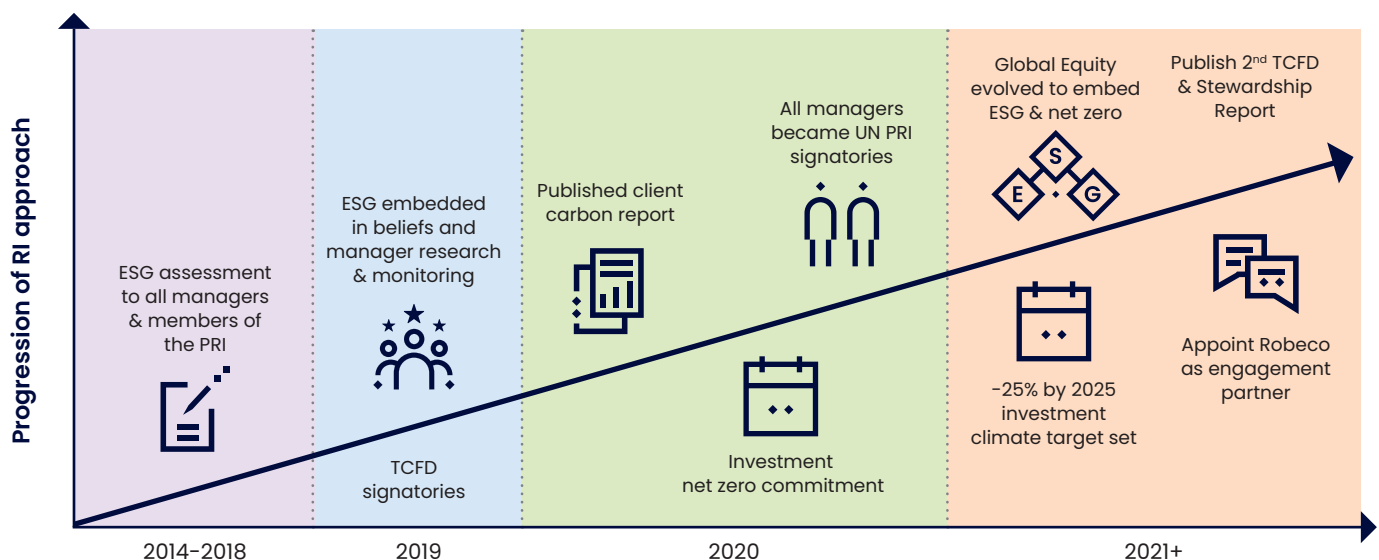 Progression of RI approach
ESG assessment
to all managers
& members of
the PRI
2014-2018
ESG embedded
in beliefs and
manager research
& monitoring
TCFD
signatories
2019
Published client
carbon report
All managers
became UN PRI
signatories
Investment
net zero commitment
2020
Global Equity
evolved to embed
ESG & net zero
S
E
G
-25% by 2025
investment
climate target set
Publish 2nd TCFD
& Stewardship
Report
Appoint Robeco
as engagement
partner
2021+